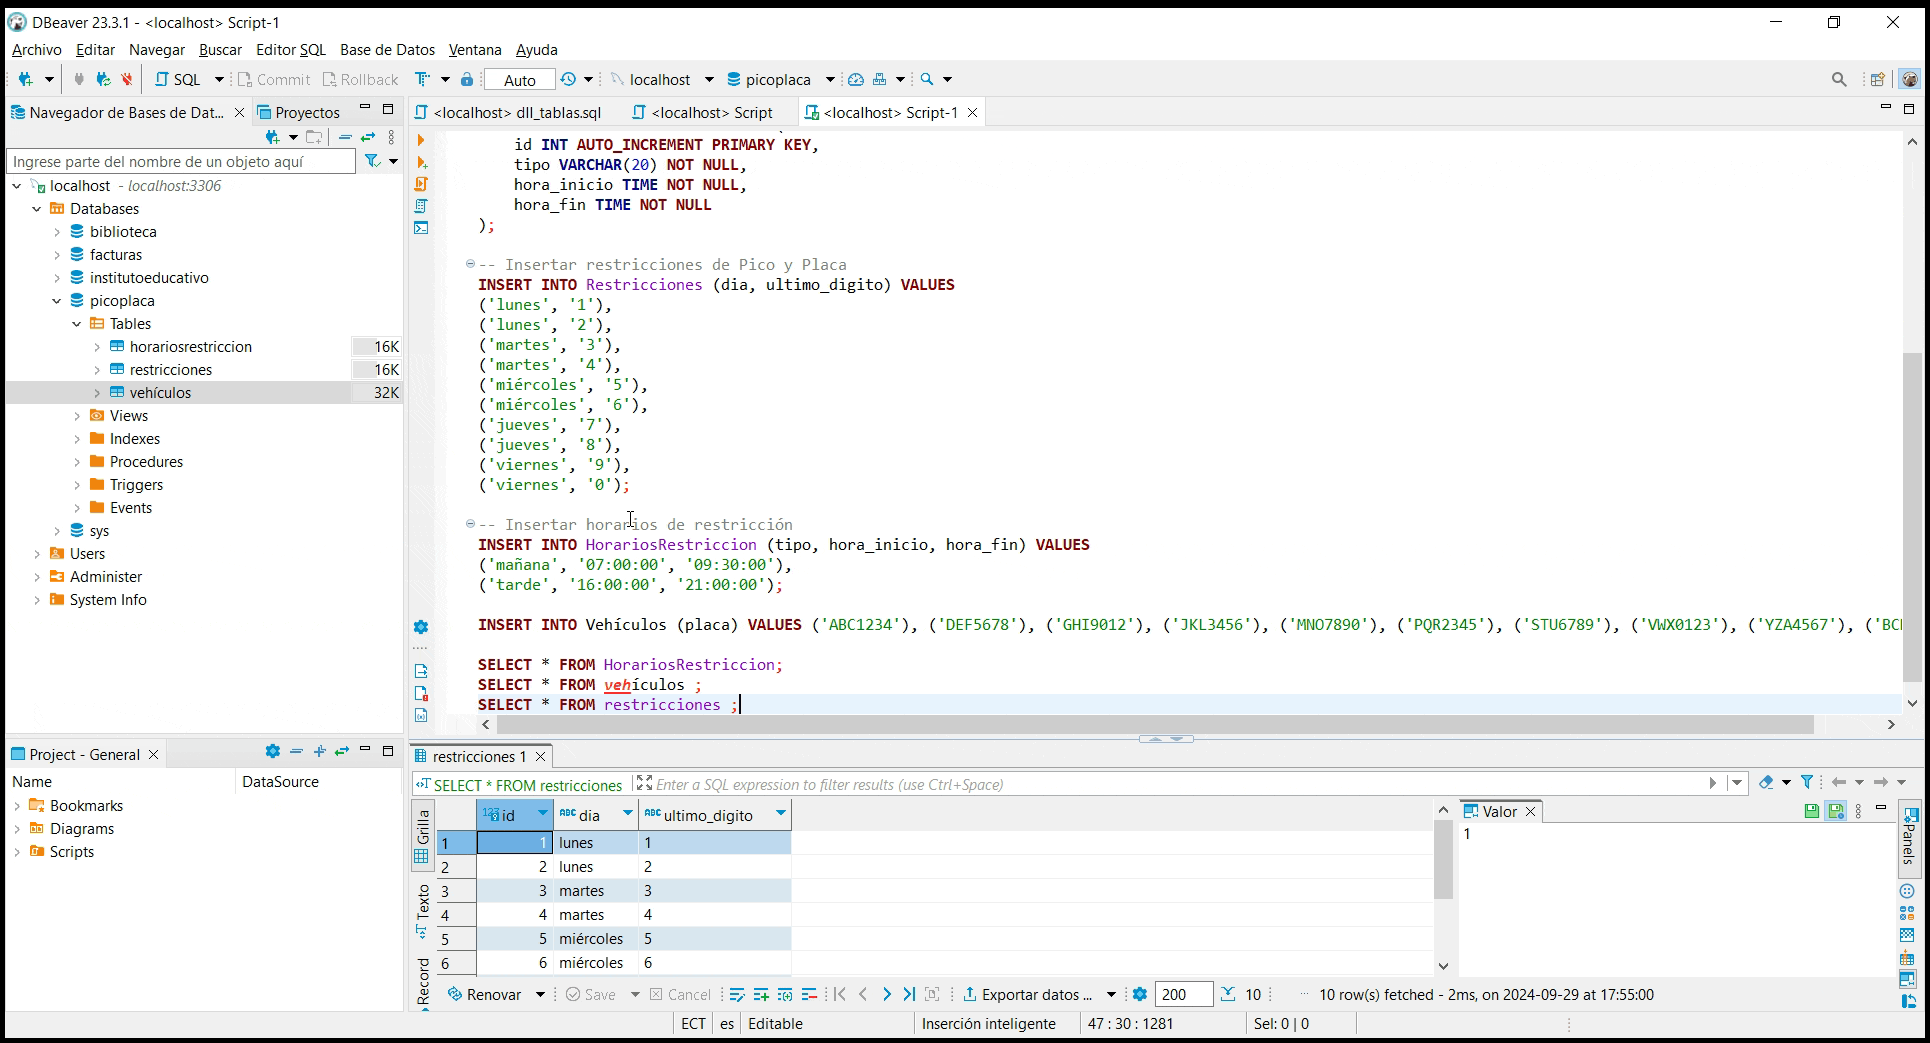 DBeaver 23.3.1 - <localhost> Script-1
Archivo Editar Navegar Buscar Editor SQL Base de Datos Ventana Ayuda
SQL Commit Rollback Auto localhost picoplaca
Navegador de Bases de Dat... Proyectos
Ingrese parte del nombre de un objeto aquí
localhost - localhost:3306
Databases
biblioteca
facturas
institutoeducativo
picoplaca
Tables
horariosrestriccion 16K
restricciones 16K
vehículos 32K
Views
Indexes
Procedures
Triggers
Events
sys
Users
Administer
System Info
Project - General
Name DataSource
Bookmarks
Diagrams
Scripts
<localhost> dll_tablas.sql <localhost> Script <localhost> Script-1
id INT AUTO_INCREMENT PRIMARY KEY,
tipo VARCHAR(20) NOT NULL,
hora_inicio TIME NOT NULL,
hora_fin TIME NOT NULL
);
-- Insertar restricciones de Pico y Placa
INSERT INTO Restricciones (dia, ultimo_digito) VALUES
('lunes', '1'),
('lunes', '2'),
('martes', '3'),
('martes', '4'),
('miércoles', '5'),
('miércoles', '6'),
('jueves', '7'),
('jueves', '8'),
('viernes', '9'),
('viernes', '0');
-- Insertar horarios de restricción
INSERT INTO HorariosRestriccion (tipo, hora_inicio, hora_fin) VALUES
('mañana', '07:00:00', '09:30:00'),
('tarde', '16:00:00', '21:00:00');
INSERT INTO Vehículos (placa) VALUES ('ABC1234'), ('DEF5678'), ('GHI9012'), ('JKL3456'), ('MNO7890'), ('PQR2345'), ('STU6789'), ('VWX0123'), ('YZA4567'), ('BC
SELECT * FROM HorariosRestriccion;
SELECT * FROM vehículos ;
SELECT * FROM restricciones ;
restricciones 1
SELECT * FROM restricciones Enter a SQL expression to filter results (use Ctrl+Space)
Grilla
Texto
Record
123 id ABC dia ABC ultimo_digito
1 1 lunes 1
2 2 lunes 2
3 3 martes 3
4 4 martes 4
5 5 miércoles 5
6 6 miércoles 6
Valor
1
Panels
Renovar Save Cancel Exportar datos ... 200 10 10 row(s) fetched - 2ms, on 2024-09-29 at 17:55:00
ECT es Editable Inserción inteligente 47 : 30 : 1281 Sel: 0 | 0